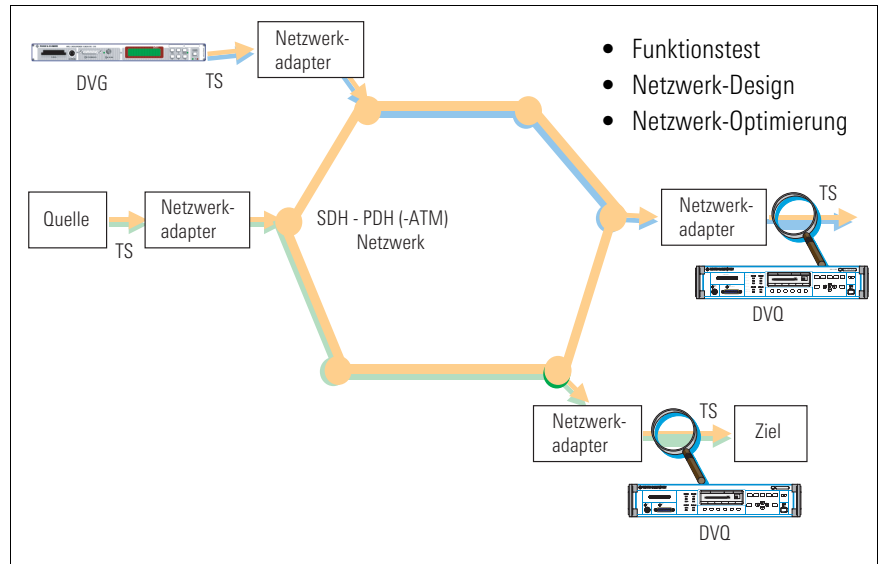 Netzwerk-
adapter
DVG
TS
• Funktionstest
• Netzwerk-Design
• Netzwerk-Optimierung
Quelle
TS
Netzwerk-
adapter
SDH - PDH (-ATM)
Netzwerk
Netzwerk-
adapter
TS
DVQ
Netzwerk-
adapter
TS
Ziel
DVQ